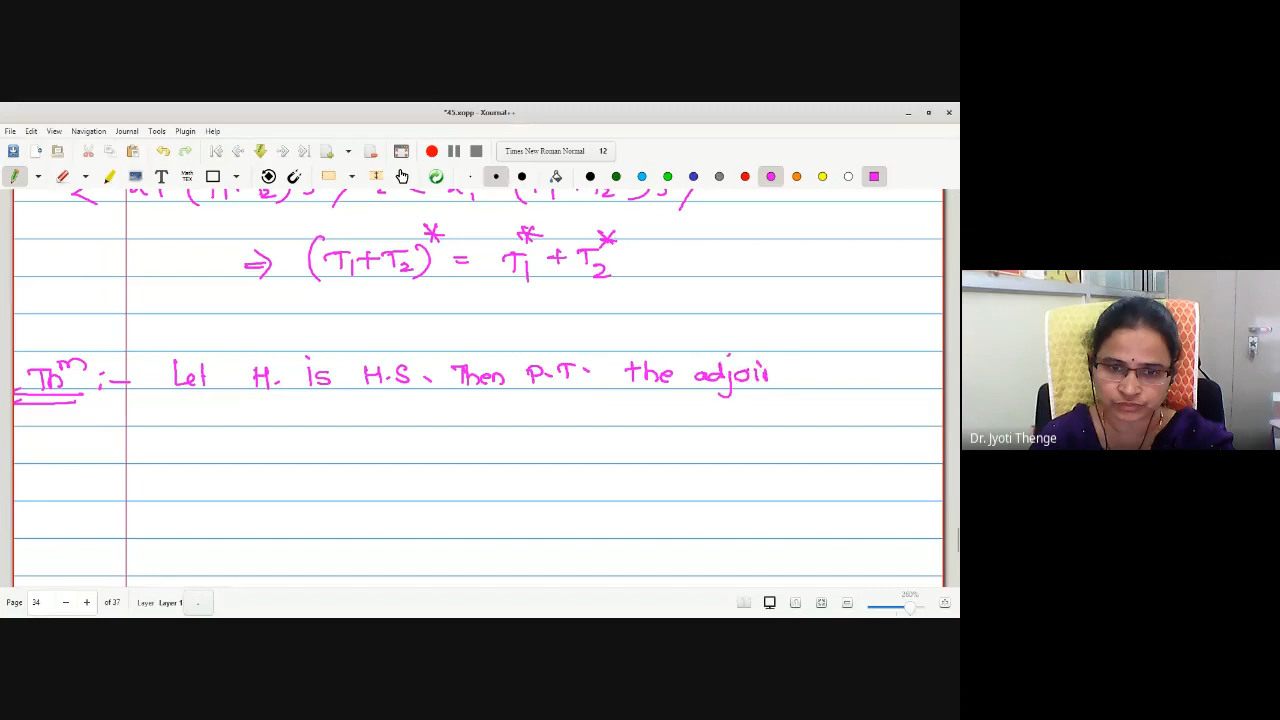 *45.xopp - Xournal++
File Edit View Navigation Journal Tools Plugin Help
Times New Roman Normal 12
⇒ (T₁+T₂)* = T₁* + T₂*
Thᵐ :- Let H. is H.S. Then P.T. the adjoi
Dr. Jyoti Thenge
Page 34 of 37 Layer Layer 1
260%